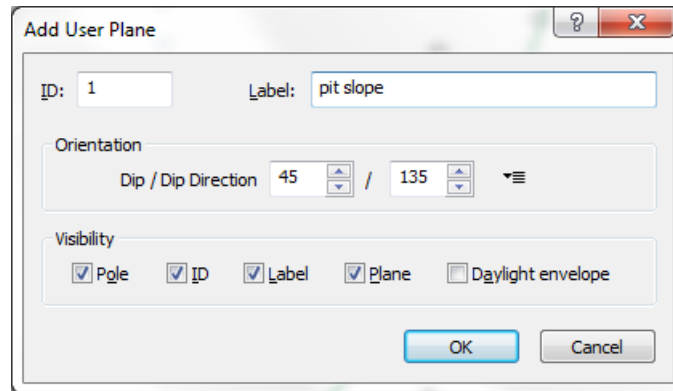 Add User Plane
ID: 1 Label: pit slope
Orientation
Dip / Dip Direction 45 / 135
Visibility
Pole ID Label Plane Daylight envelope
OK Cancel